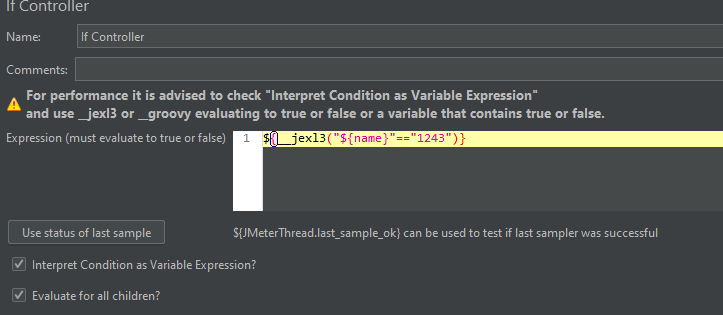 If Controller
Name: If Controller
Comments:
For performance it is advised to check "Interpret Condition as Variable Expression"
and use __jexl3 or __groovy evaluating to true or false or a variable that contains true or false.
Expression (must evaluate to true or false) 1 ${__jexl3("${name}"=="1243")}
Use status of last sample ${JMeterThread.last_sample_ok} can be used to test if last sampler was successful
Interpret Condition as Variable Expression?
Evaluate for all children?